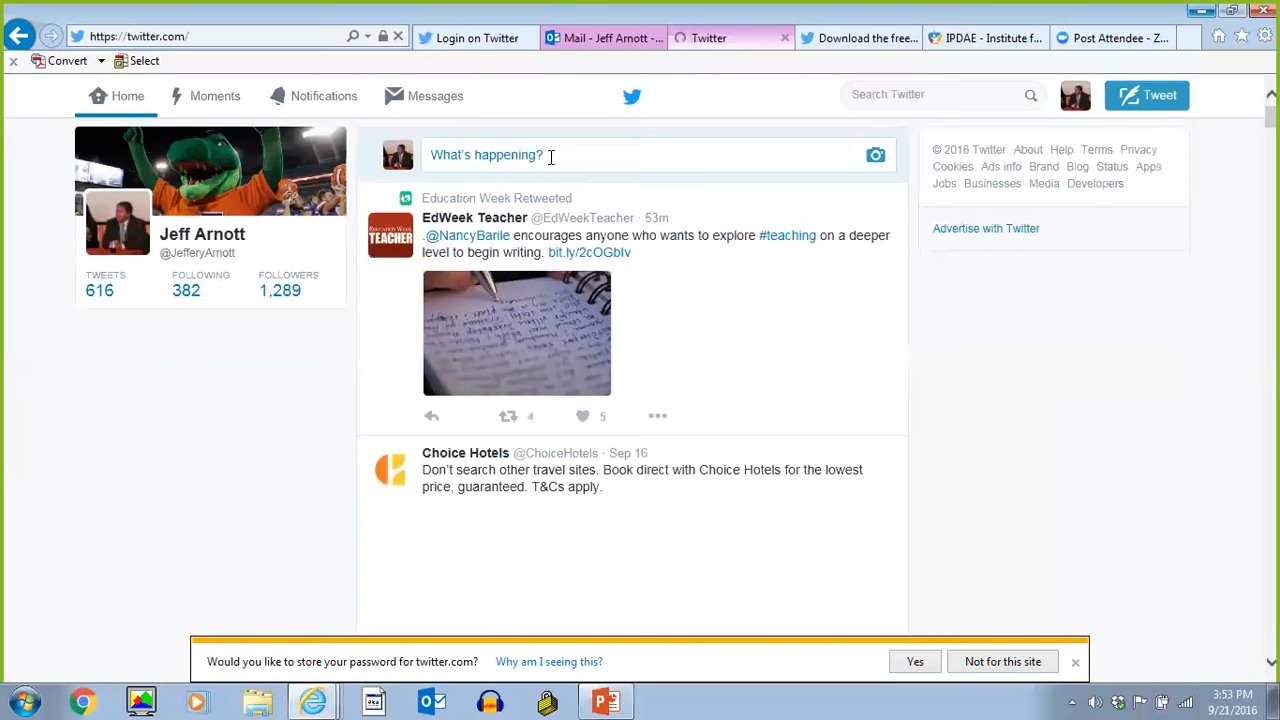 https://twitter.com/
Login on Twitter
Mail - Jeff Arnott -...
Twitter
Download the free...
IPDAE - Institute f...
Post Attendee - Z...
Convert
Select
Home
Moments
Notifications
Messages
Search Twitter
Tweet
What's happening?
Education Week Retweeted
EdWeek Teacher @EdWeekTeacher · 53m
.@NancyBarile encourages anyone who wants to explore #teaching on a deeper
level to begin writing. bit.ly/2cOGbIv
EDUCATION WEEK
TEACHER
4
5
Choice Hotels @ChoiceHotels · Sep 16
Don't search other travel sites. Book direct with Choice Hotels for the lowest
price, guaranteed. T&Cs apply.
Jeff Arnott
@JefferyArnott
TWEETS
616
FOLLOWING
382
FOLLOWERS
1,289
© 2016 Twitter About Help Terms Privacy
Cookies Ads info Brand Blog Status Apps
Jobs Businesses Media Developers
Advertise with Twitter
Would you like to store your password for twitter.com?
Why am I seeing this?
Yes
Not for this site
3:53 PM
9/21/2016